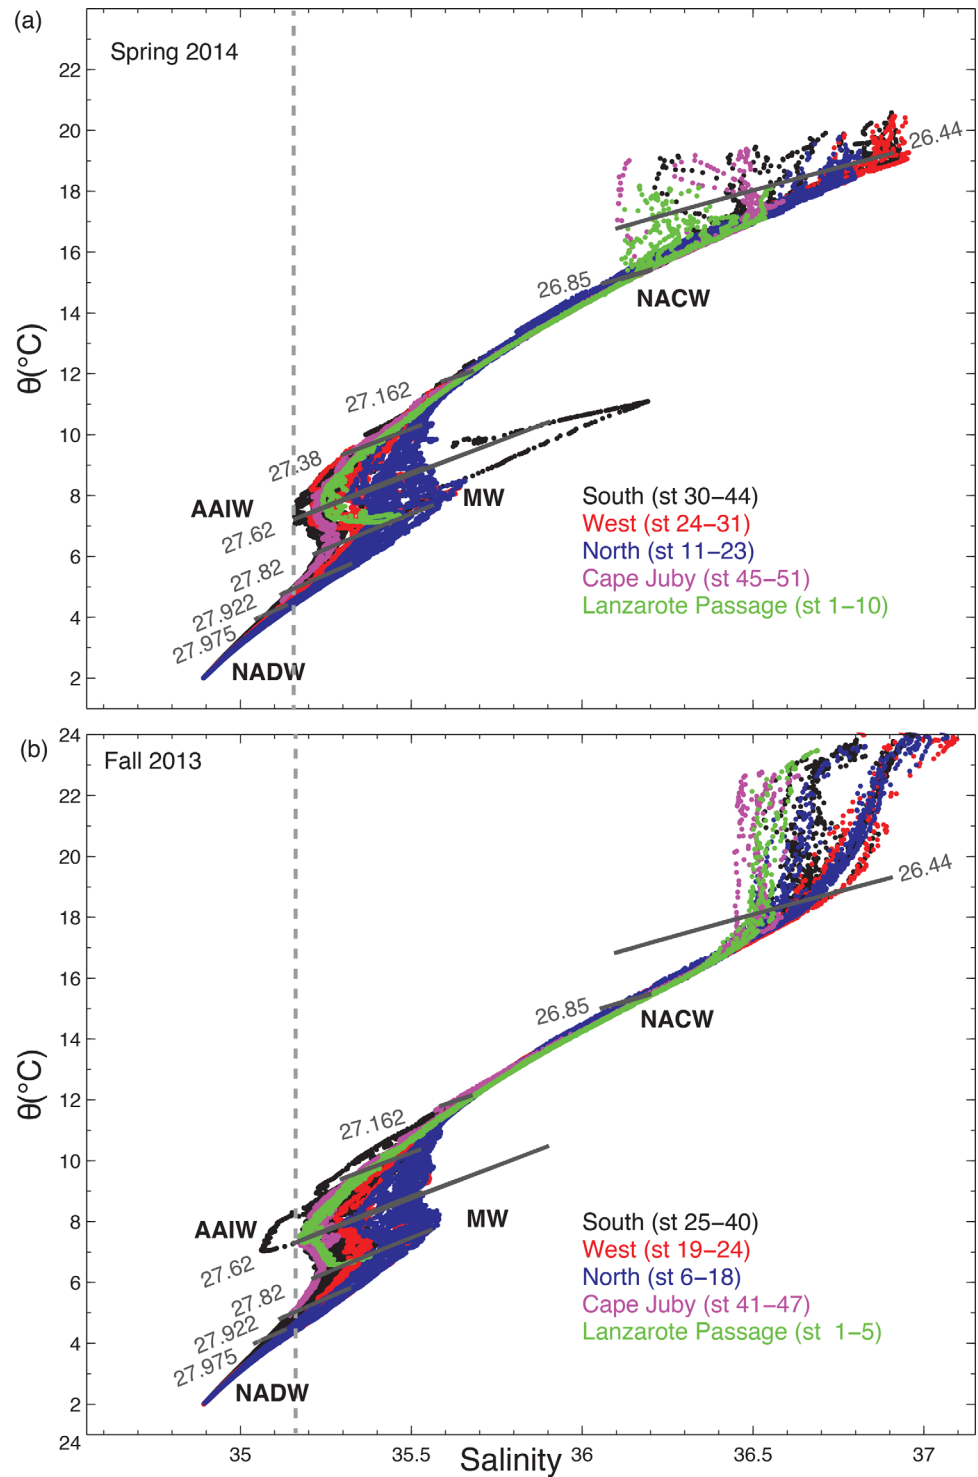 (a)
Spring 2014
22
20
18
16
14
12
10
8
6
4
2
θ(°C)
26.44
26.85
NACW
27.162
27.38
AAIW
MW
27.62
27.82
27.922
27.975
NADW
South (st 30−44)
West (st 24−31)
North (st 11−23)
Cape Juby (st 45−51)
Lanzarote Passage (st 1−10)
(b)
Fall 2013
24
22
20
18
16
14
12
10
8
6
4
2
24
θ(°C)
26.44
26.85
NACW
27.162
AAIW
MW
27.62
27.82
27.922
27.975
NADW
South (st 25−40)
West (st 19−24)
North (st 6−18)
Cape Juby (st 41−47)
Lanzarote Passage (st 1−5)
35
35.5
36
36.5
37
Salinity